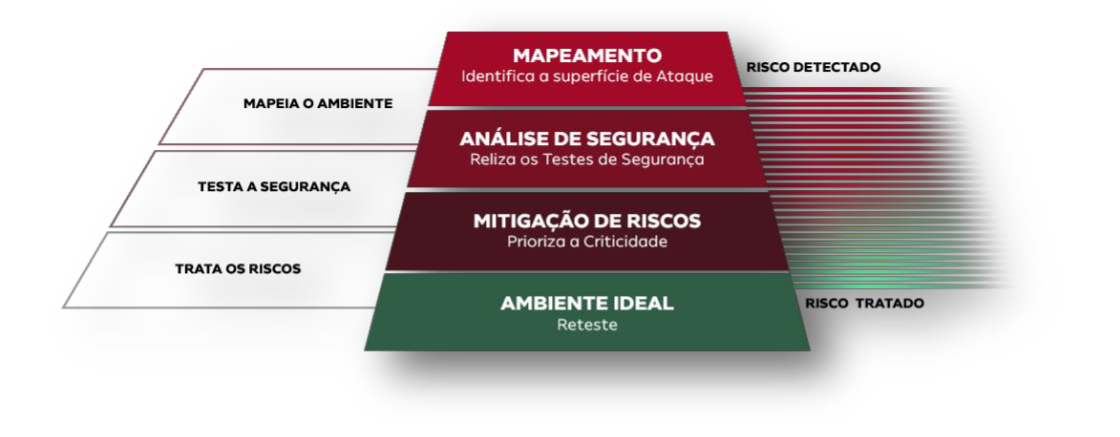 MAPEAMENTO
Identifica a superfície de Ataque
RISCO DETECTADO
MAPEIA O AMBIENTE
ANÁLISE DE SEGURANÇA
Reliza os Testes de Segurança
TESTA A SEGURANÇA
MITIGAÇÃO DE RISCOS
Prioriza a Criticidade
TRATA OS RISCOS
AMBIENTE IDEAL
Reteste
RISCO TRATADO